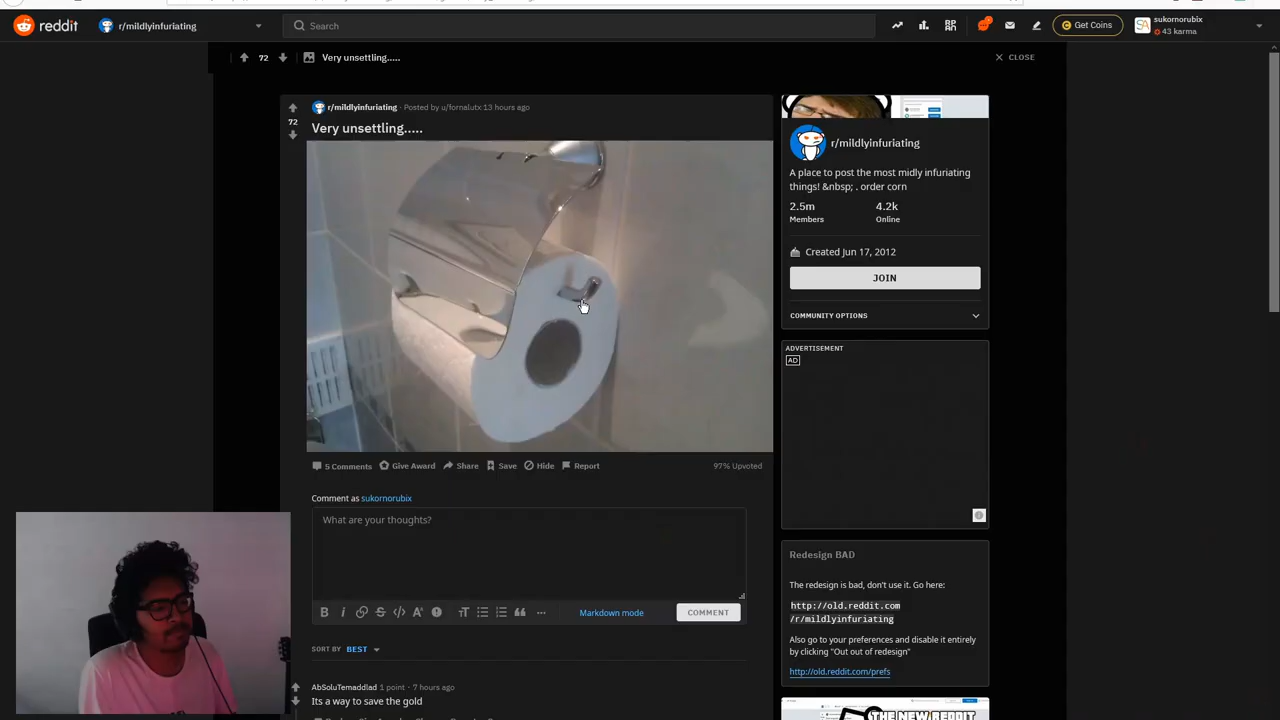 reddit
r/mildlyinfuriating
Search
Get Coins
sukornorubix
43 karma
72
Very unsettling.....
CLOSE
r/mildlyinfuriating · Posted by u/fornalutx 13 hours ago
72
Very unsettling.....
5 Comments
Give Award
Share
Save
Hide
Report
97% Upvoted
Comment as sukornorubix
What are your thoughts?
Markdown mode
COMMENT
SORT BY BEST
AbSoluTemaddlad 1 point · 7 hours ago
Its a way to save the gold
r/mildlyinfuriating
A place to post the most midly infuriating
things! &nbsp; . order corn
2.5m
4.2k
Members
Online
Created Jun 17, 2012
JOIN
COMMUNITY OPTIONS
ADVERTISEMENT
AD
Redesign BAD
The redesign is bad, don't use it. Go here:
http://old.reddit.com
/r/mildlyinfuriating
Also go to your preferences and disable it entirely
by clicking "Out out of redesign"
http://old.reddit.com/prefs
THE NEW REDDIT